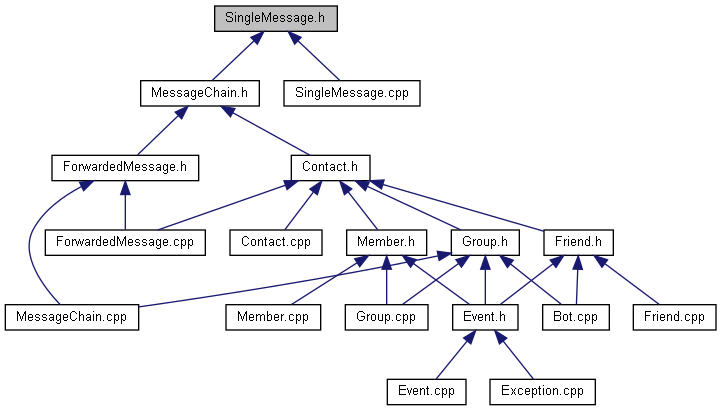 SingleMessage.h
MessageChain.h
SingleMessage.cpp
ForwardedMessage.h
Contact.h
ForwardedMessage.cpp
Contact.cpp
Member.h
Group.h
Friend.h
MessageChain.cpp
Member.cpp
Group.cpp
Event.h
Bot.cpp
Friend.cpp
Event.cpp
Exception.cpp